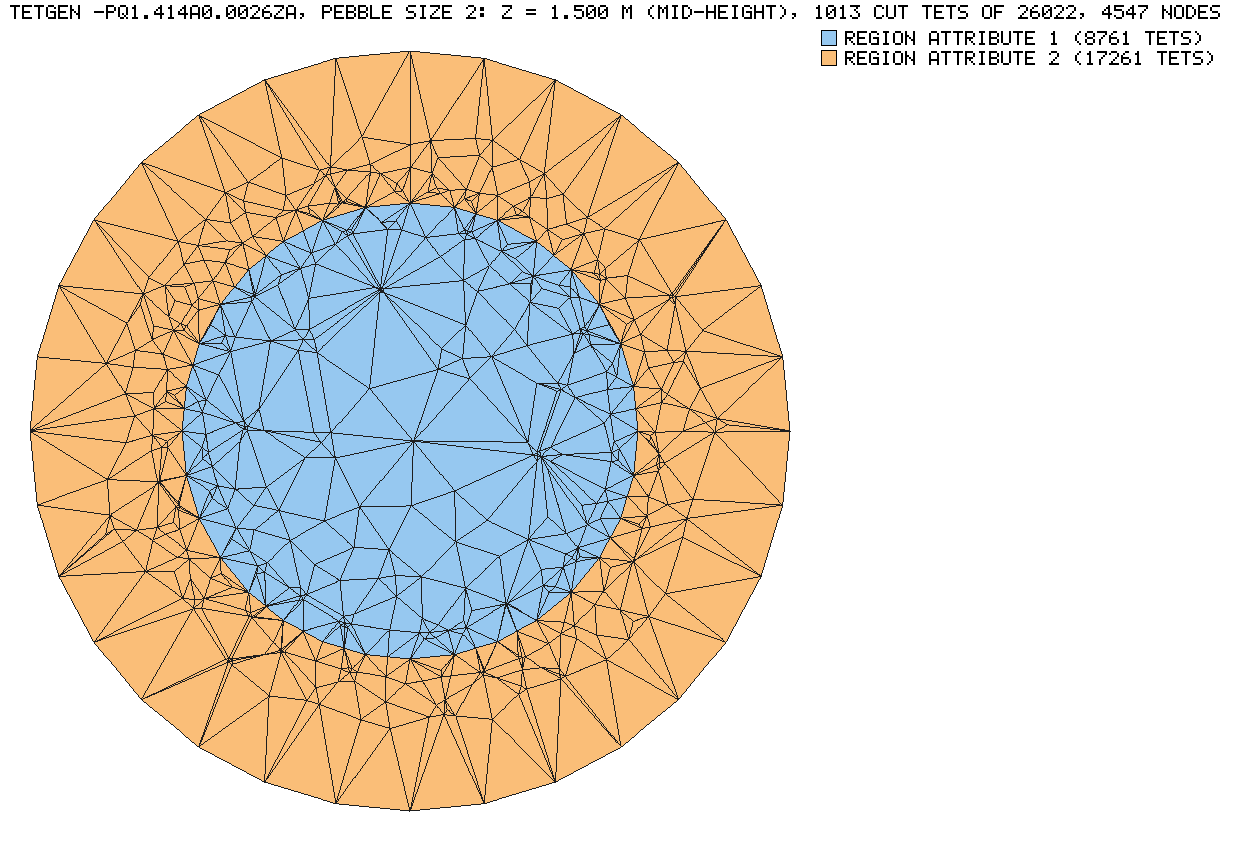 TETGEN -PQ1.414A0.0026ZA, PEBBLE SIZE 2: Z = 1.500 M (MID-HEIGHT), 1013 CUT TETS OF 26022, 4547 NODES
REGION ATTRIBUTE 1 (8761 TETS)
REGION ATTRIBUTE 2 (17261 TETS)